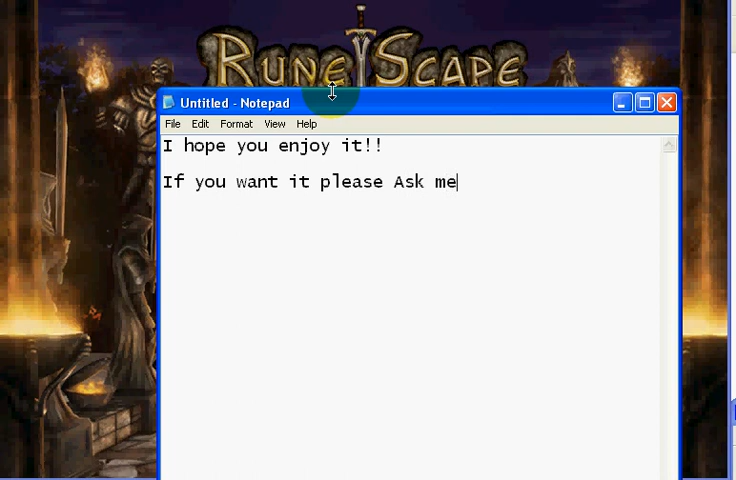 RUNESCAPE
Untitled - Notepad
File Edit Format View Help
I hope you enjoy it!!
If you want it please Ask me